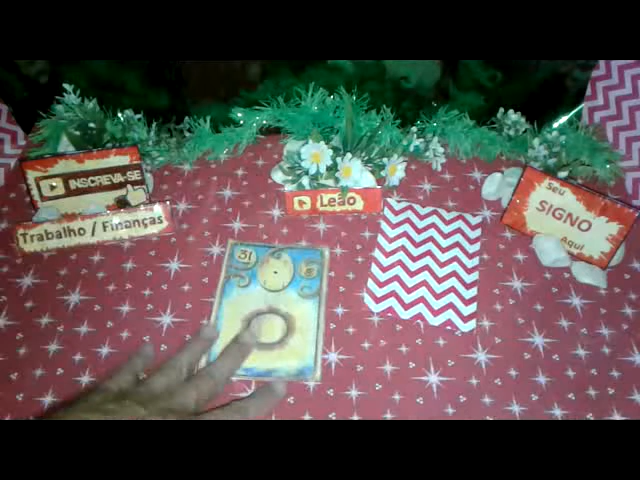 INSCREVA-SE
Trabalho / Finanças
Leão
Seu
SIGNO
Aqui
31